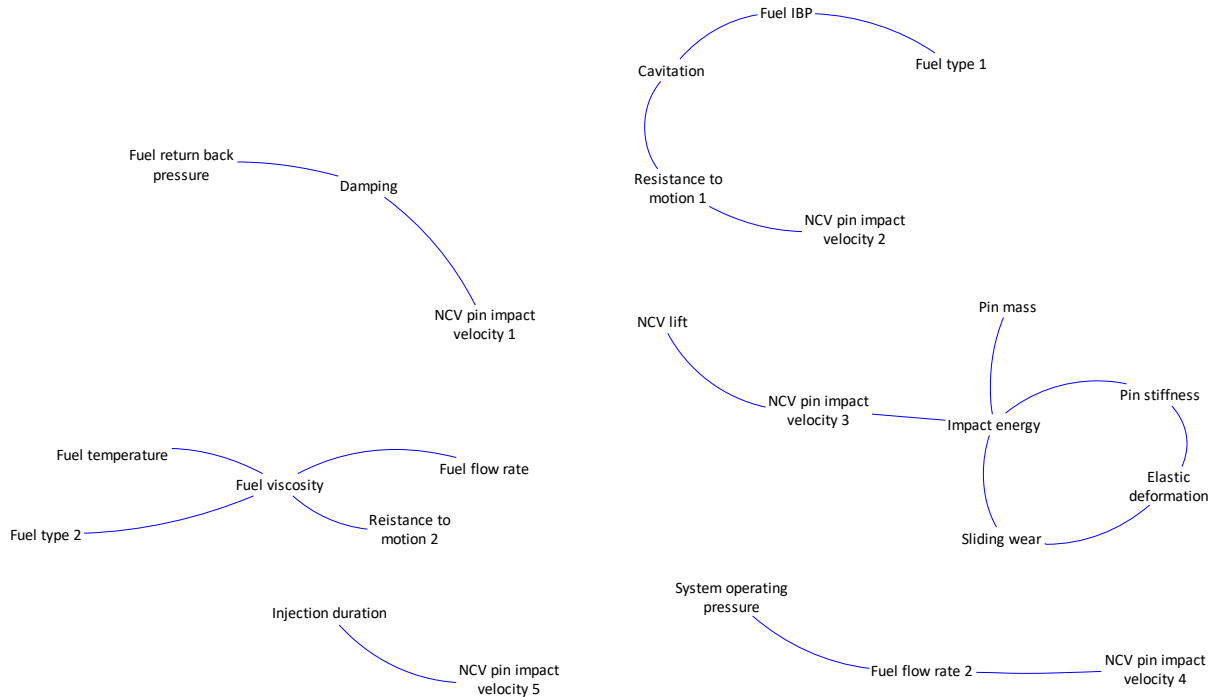 Fuel IBP
Fuel type 1
Cavitation
Fuel return back
pressure
Damping
Resistance to
motion 1
NCV pin impact
velocity 2
NCV pin impact
velocity 1
NCV lift
Pin mass
NCV pin impact
velocity 3
Impact energy
Pin stiffness
Elastic
deformation
Sliding wear
Fuel temperature
Fuel viscosity
Fuel flow rate
Fuel type 2
Reistance to
motion 2
Injection duration
NCV pin impact
velocity 5
System operating
pressure
Fuel flow rate 2
NCV pin impact
velocity 4